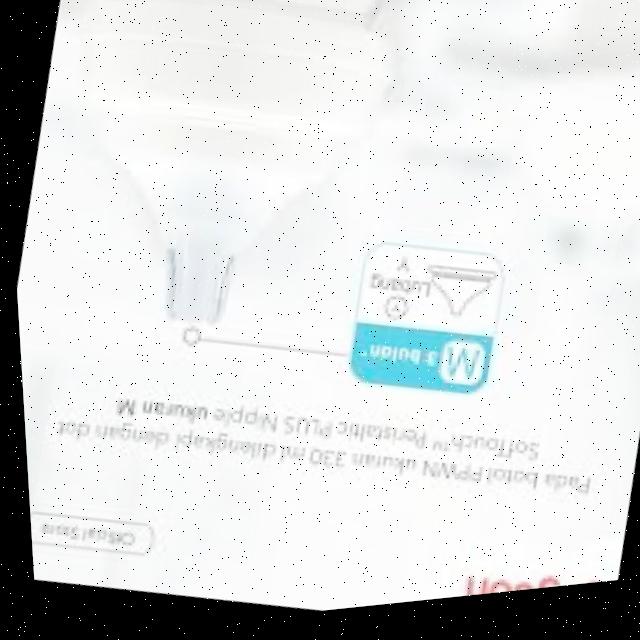 Official Store
Pada botol PPWN ukuran 330 ml dilengkapi dengan dot
SofTouch™ Peristaltic PLUS Nipple ukuran M
M 3 bulan+
Lubang
Y